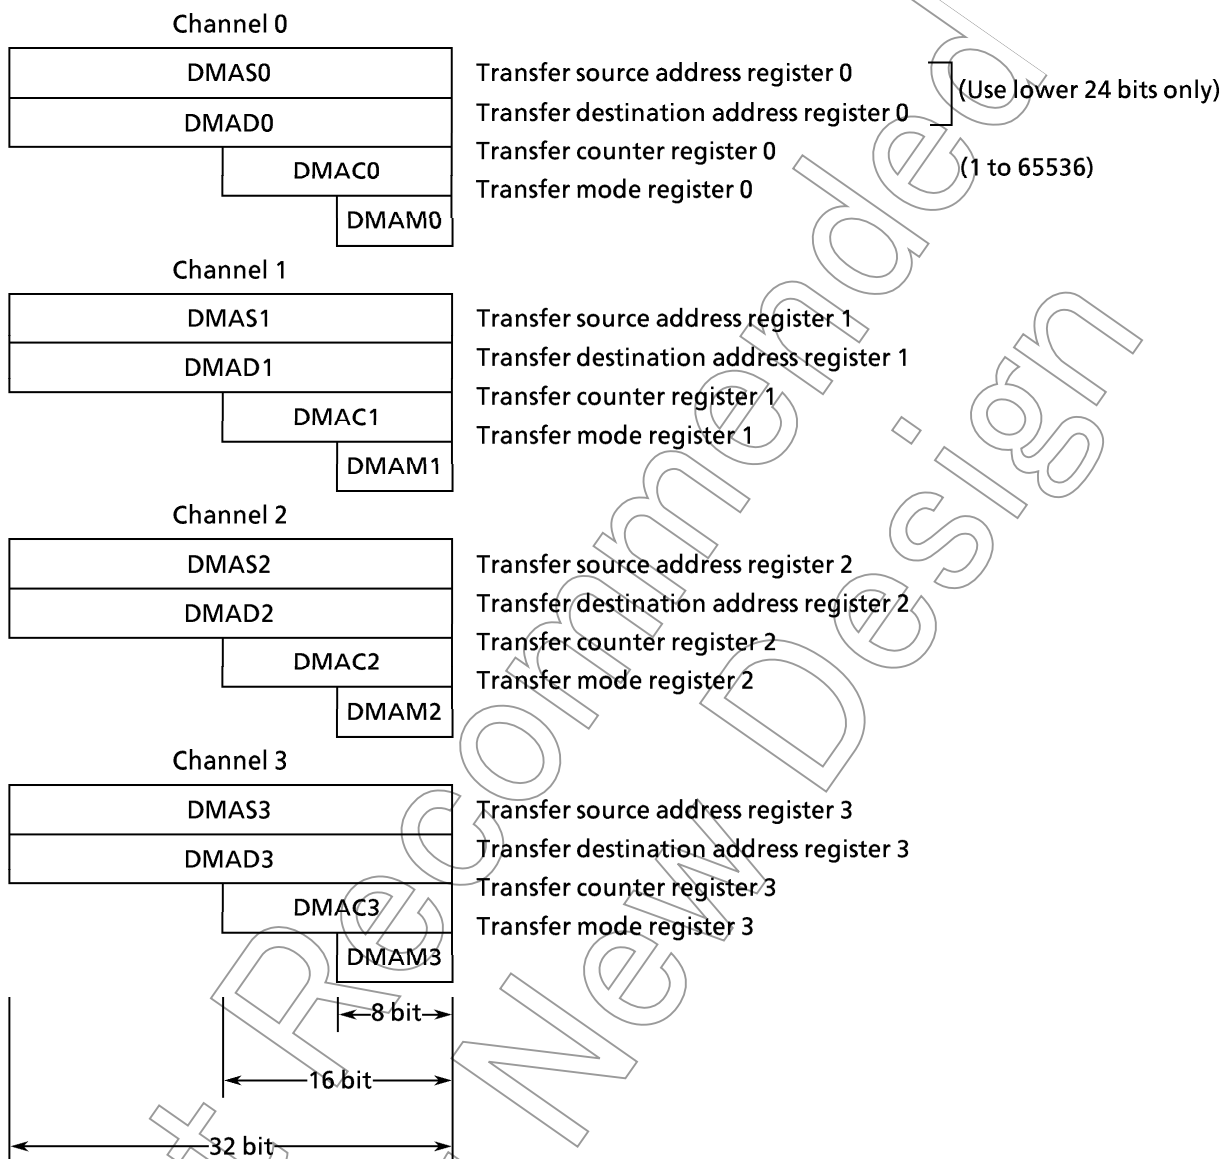 Channel 0
DMAS0 Transfer source address register 0 (Use lower 24 bits only)
DMAD0 Transfer destination address register 0
DMAC0 Transfer counter register 0 (1 to 65536)
DMAM0 Transfer mode register 0
Channel 1
DMAS1 Transfer source address register 1
DMAD1 Transfer destination address register 1
DMAC1 Transfer counter register 1
DMAM1 Transfer mode register 1
Channel 2
DMAS2 Transfer source address register 2
DMAD2 Transfer destination address register 2
DMAC2 Transfer counter register 2
DMAM2 Transfer mode register 2
Channel 3
DMAS3 Transfer source address register 3
DMAD3 Transfer destination address register 3
DMAC3 Transfer counter register 3
DMAM3 Transfer mode register 3
8 bit
16 bit
32 bit
Recommended
New Design